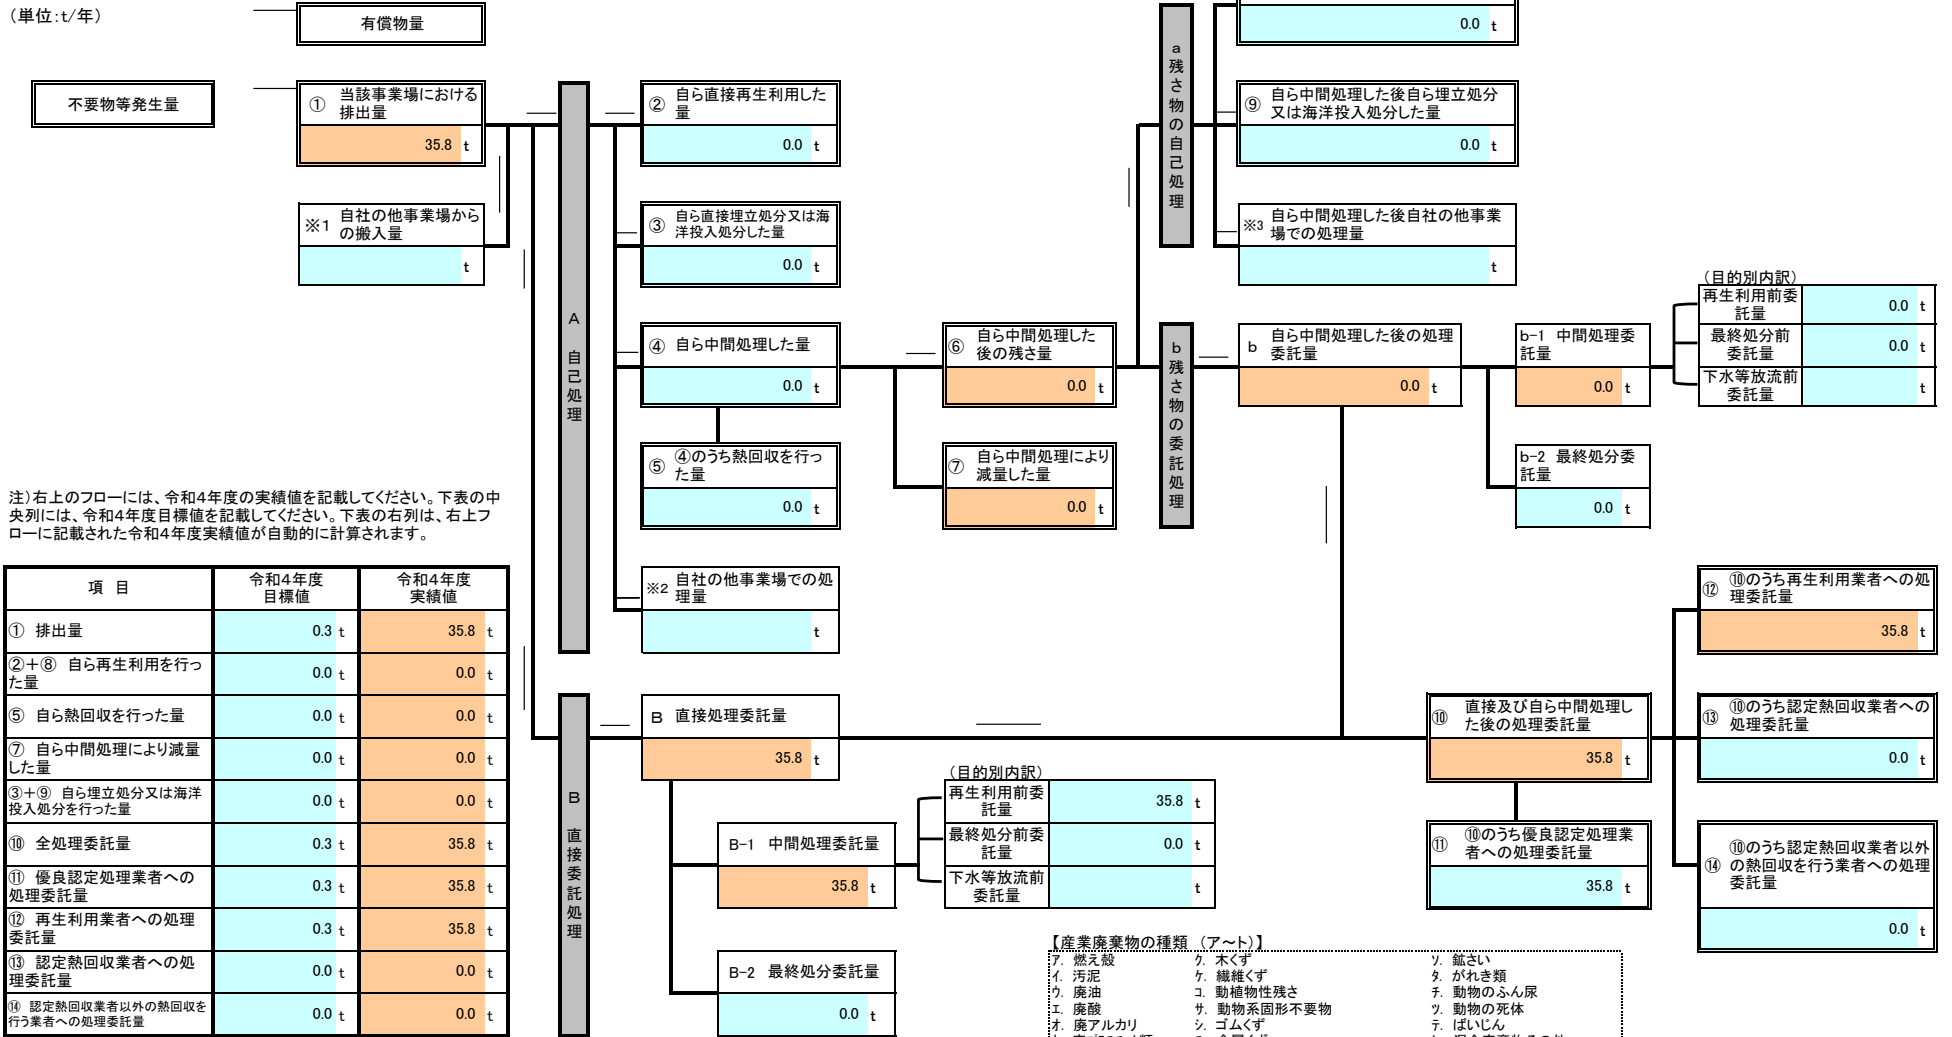 (単位:t/年)
有償物量
不要物等発生量
① 当該事業場における
排出量
35.8 t
※1 自社の他事業場から
の搬入量
t
A 自己処理
② 自ら直接再生利用した
量
0.0 t
③ 自ら直接埋立処分又は海
洋投入処分した量
0.0 t
④ 自ら中間処理した量
0.0 t
⑤ ④のうち熱回収を行っ
た量
0.0 t
※2 自社の他事業場での処
理量
t
⑥ 自ら中間処理した
後の残さ量
0.0 t
⑦ 自ら中間処理により
減量した量
0.0 t
a残さ物の自己処理
0.0 t
⑨ 自ら中間処理した後自ら埋立処分
又は海洋投入処分した量
0.0 t
※3 自ら中間処理した後自社の他事業
場での処理量
t
b残さ物の委託処理
b 自ら中間処理した後の処理
委託量
0.0 t
b-1 中間処理委
託量
0.0 t
b-2 最終処分委
託量
0.0 t
(目的別内訳)
再生利用前委
託量
0.0 t
最終処分前
委託量
0.0 t
下水等放流前
委託量
t
注)右上のフローには、令和4年度の実績値を記載してください。下表の中
央列には、令和4年度目標値を記載してください。下表の右列は、右上フ
ローに記載された令和4年度実績値が自動的に計算されます。
項 目 令和4年度
目標値 令和4年度
実績値
① 排出量 0.3 t 35.8 t
②+⑧ 自ら再生利用を行っ
た量 0.0 t 0.0 t
⑤ 自ら熱回収を行った量 0.0 t 0.0 t
⑦ 自ら中間処理により減量
した量 0.0 t 0.0 t
③+⑨ 自ら埋立処分又は海洋
投入処分を行った量 0.0 t 0.0 t
⑩ 全処理委託量 0.3 t 35.8 t
⑪ 優良認定処理業者への
処理委託量 0.3 t 35.8 t
⑫ 再生利用業者への処理
委託量 0.3 t 35.8 t
⑬ 認定熱回収業者への処
理委託量 0.0 t 0.0 t
⑭ 認定熱回収業者以外の熱回収を
行う業者への処理委託量 0.0 t 0.0 t
B 直接委託処理
B 直接処理委託量
35.8 t
B-1 中間処理委託量
35.8 t
B-2 最終処分委託量
0.0 t
(目的別内訳)
再生利用前委
託量
35.8 t
最終処分前委
託量
0.0 t
下水等放流前
委託量
t
⑩ 直接及び自ら中間処理し
た後の処理委託量
35.8 t
⑪ ⑩のうち優良認定処理業
者への処理委託量
35.8 t
⑫ ⑩のうち再生利用業者への処
理委託量
35.8 t
⑬ ⑩のうち認定熱回収業者への
処理委託量
0.0 t
⑭ ⑩のうち認定熱回収業者以外
の熱回収を行う業者への処理
委託量
0.0 t
【産業廃棄物の種類 (ア~ト)】
ア. 燃え殻 ク. 木くず ソ. 鉱さい
イ. 汚泥 ケ. 繊維くず タ. がれき類
ウ. 廃油 コ. 動植物性残さ チ. 動物のふん尿
エ. 廃酸 サ. 動物系固形不要物 ツ. 動物の死体
オ. 廃アルカリ シ. ゴムくず テ. ばいじん